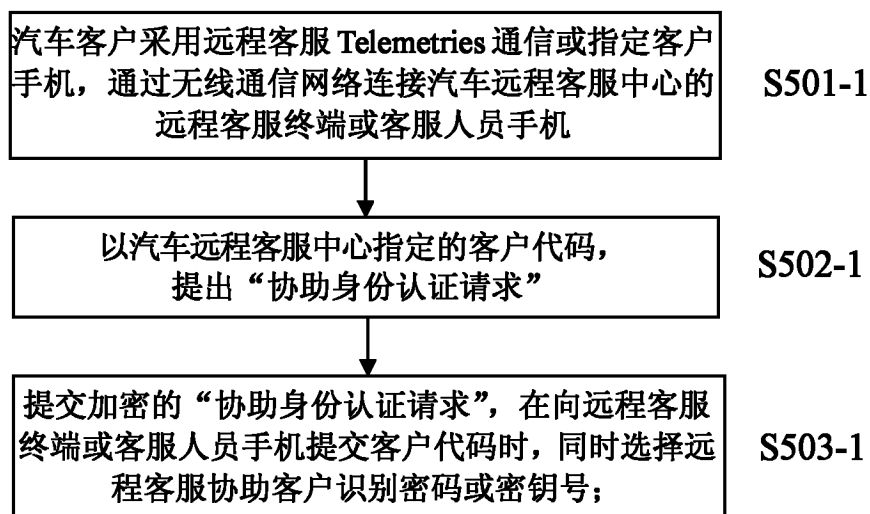 汽车客户采用远程客服 Telemetries 通信或指定客户
手机，通过无线通信网络连接汽车远程客服中心的
远程客服终端或客服人员手机
S501-1
以汽车远程客服中心指定的客户代码，
提出“协助身份认证请求”
S502-1
提交加密的“协助身份认证请求”，在向远程客服
终端或客服人员手机提交客户代码时，同时选择远
程客服协助客户识别密码或密钥号；
S503-1